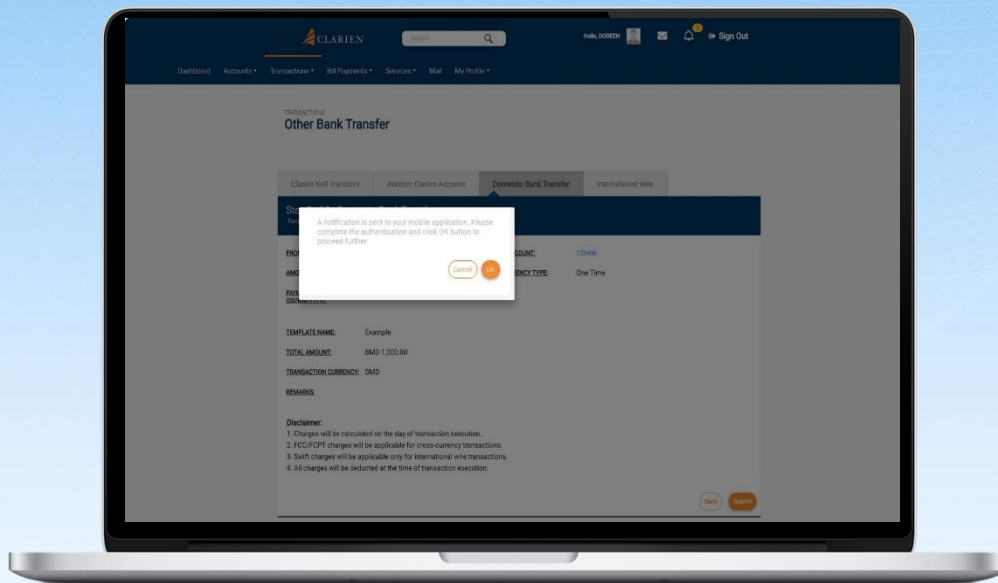 CLARIEN
Search
Hello, DOREEN
1
Sign Out
Dashboard Accounts Transactions Bill Payments Services Mail My Profile
TRANSACTIONS
Other Bank Transfer
Clarien Self Transfers Another Clarien Account Domestic Bank Transfer International Wire
A notification is sent to your mobile application. Please
complete the authentication and click OK button to
proceed further.
Cancel OK
COUNT: 123456
ENCY TYPE: One Time
TEMPLATE NAME: Example
TOTAL AMOUNT: BMD 1,000.00
TRANSACTION CURRENCY: BMD
REMARKS:
Disclaimer:
1. Charges will be calculated on the day of transaction execution.
2. FCC/FCPT charges will be applicable for cross-currency transactions.
3. Swift charges will be applicable only for international wire transactions.
4. All charges will be deducted at the time of transaction execution.
Back Submit